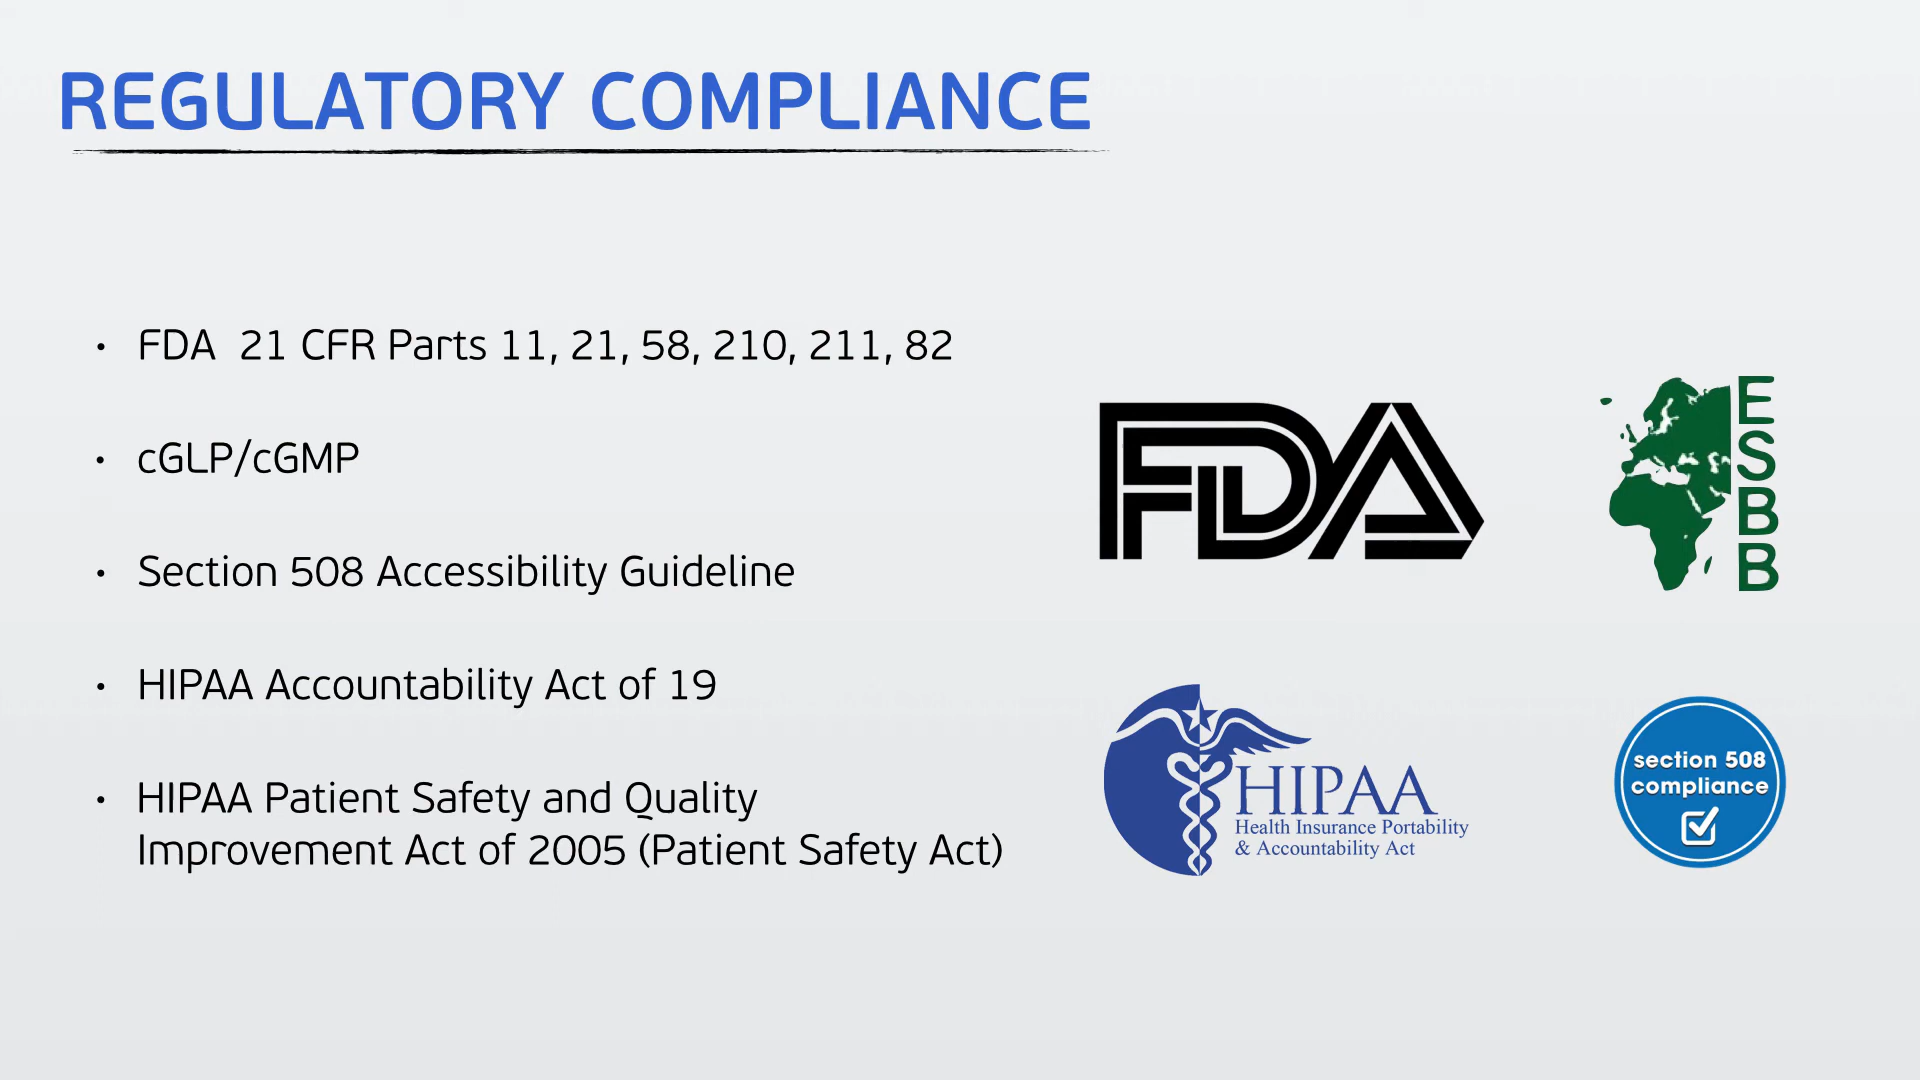 REGULATORY COMPLIANCE
• FDA  21 CFR Parts 11, 21, 58, 210, 211, 82
• cGLP/cGMP
• Section 508 Accessibility Guideline
• HIPAA Accountability Act of 19
• HIPAA Patient Safety and Quality
Improvement Act of 2005 (Patient Safety Act)
FDA
E
S
B
B
HIPAA
Health Insurance Portability
& Accountability Act
section 508
compliance